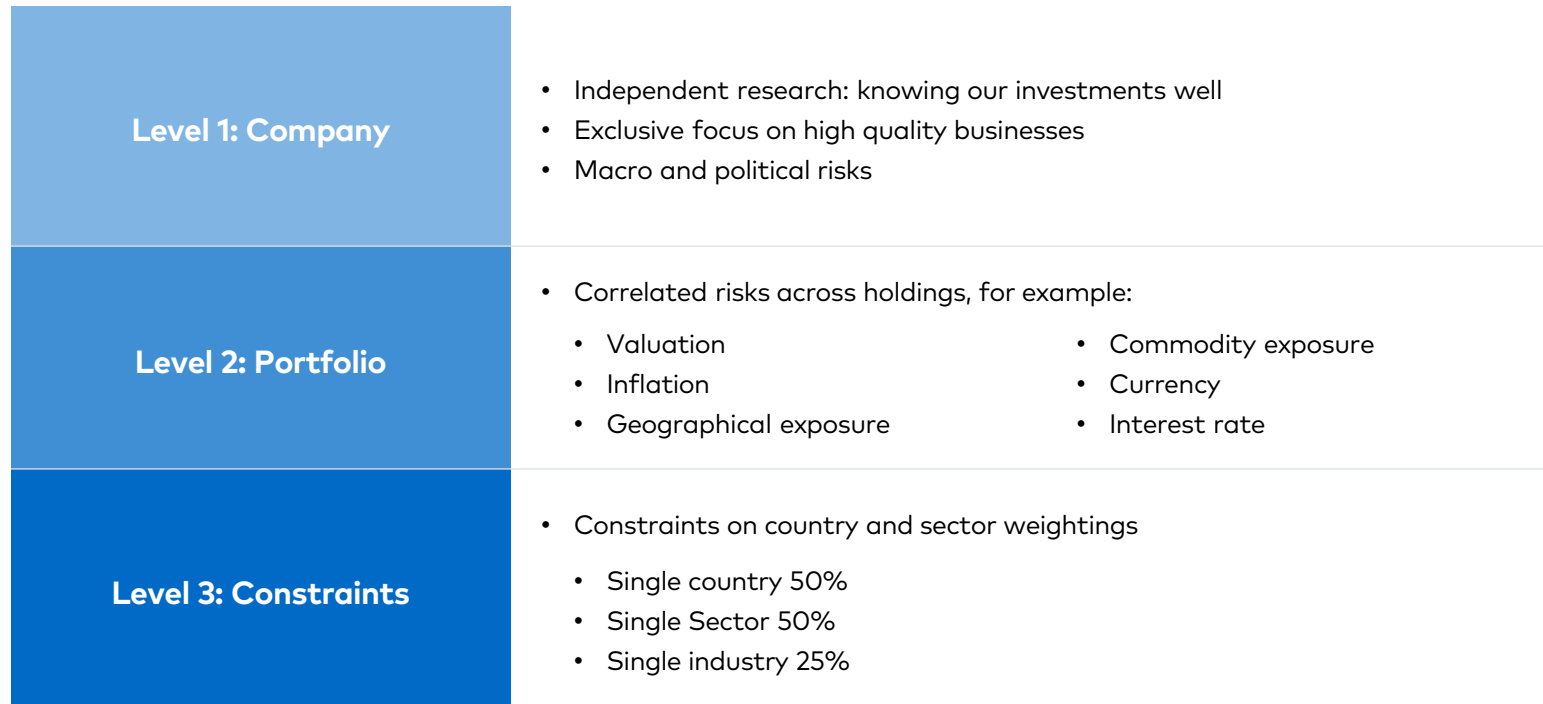 Level 1: Company
• Independent research: knowing our investments well
• Exclusive focus on high quality businesses
• Macro and political risks
Level 2: Portfolio
• Correlated risks across holdings, for example:
• Valuation
• Inflation
• Geographical exposure
• Commodity exposure
• Currency
• Interest rate
Level 3: Constraints
• Constraints on country and sector weightings
• Single country 50%
• Single Sector 50%
• Single industry 25%